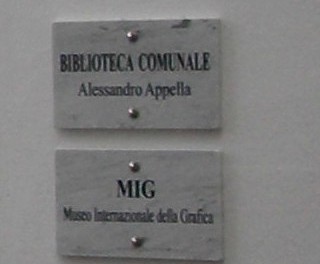 BIBLIOTECA COMUNALE
Alessandro Appella
MIG
Museo Internazionale della Grafica